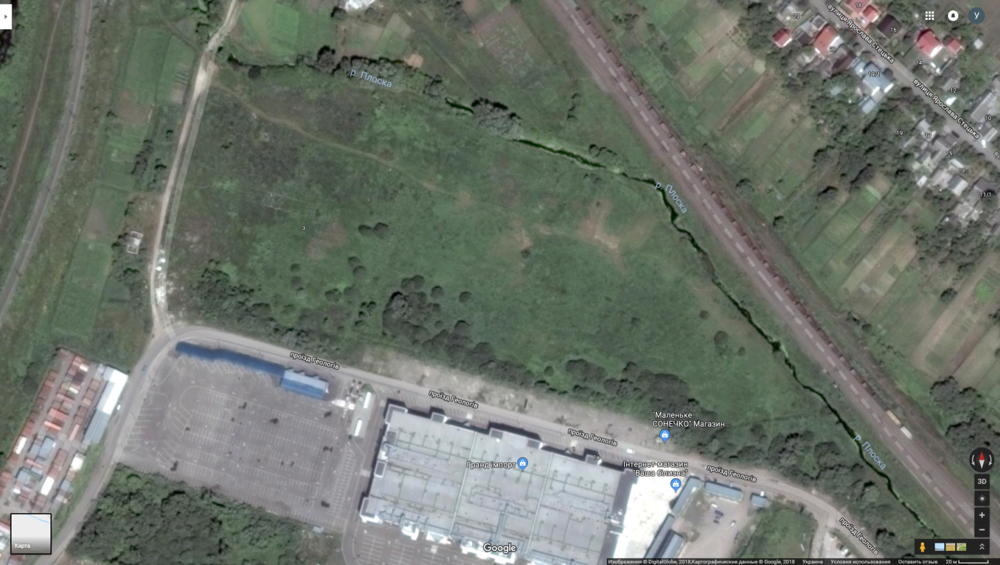 18
23
16
вулиця Ярослава Стецька
21
14
19/1
р. Плоска
12
вулиця Ярослава Стецька
10
19
17
15
13
р. Плоска
11/1
3
проїзд Геологів
проїзд Геологів
"Маленьке
СОНЕЧКО" Магазин...
проїзд Геологів
р. Плоска
1
1а
Гранд імпорт
Інтернет-магазин
"Ваша білизна"
проїзд Геологів
3D
проїзд Геологів
Карта
Google
Изображения © DigitalGlobe, 2018,Картографические данные © Google, 2018 Украина Условия использования Оставить отзыв 20 м
У